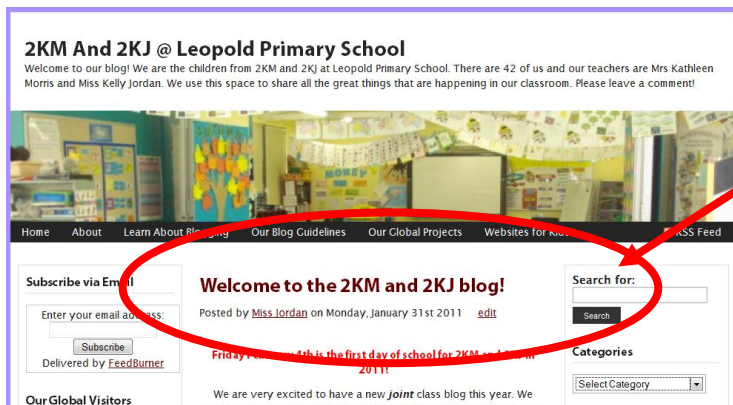 2KM And 2KJ @ Leopold Primary School
Welcome to our blog! We are the children from 2KM and 2KJ at Leopold Primary School. There are 42 of us and our teachers are Mrs Kathleen
Morris and Miss Kelly Jordan. We use this space to share all the great things that are happening in our classroom. Please leave a comment!
MONEY
Home About Learn About Blogging Our Blog Guidelines Our Global Projects Websites for RSS Feed
Subscribe via Email
Enter your email address:
Subscribe
Delivered by FeedBurner
Our Global Visitors
Welcome to the 2KM and 2KJ blog!
Posted by Miss Jordan on Monday, January 31st 2011 edit
Friday February 4th is the first day of school for 2KM and 2KJ in
2011!
We are very excited to have a new joint class blog this year. We
Search for:
Search
Categories
Select Category